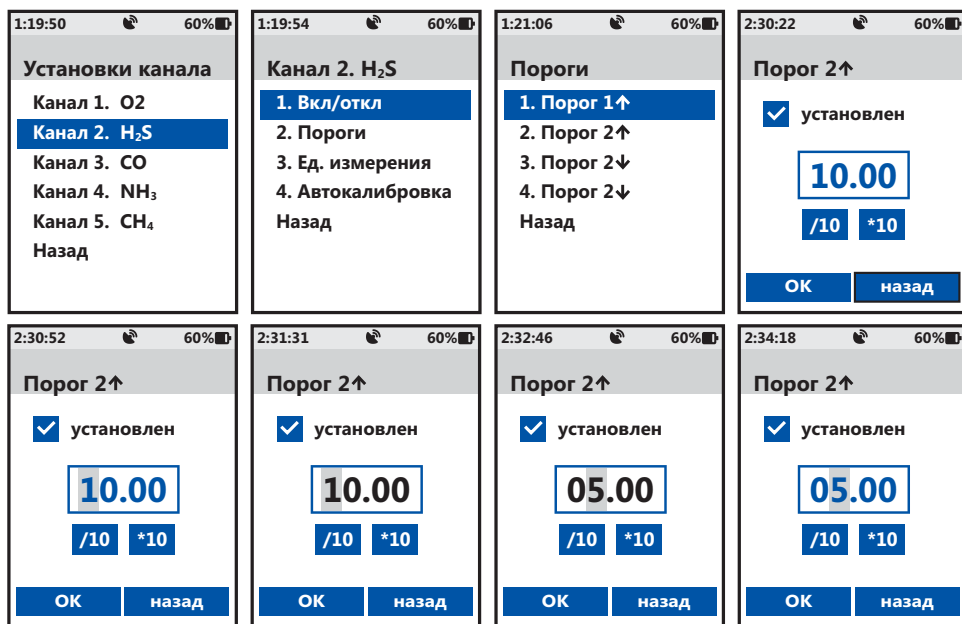 1:19:50 60%
Установки канала
Канал 1. O2
Канал 2. H₂S
Канал 3. CO
Канал 4. NH₃
Канал 5. CH₄
Назад
1:19:54 60%
Канал 2. H₂S
1. Вкл/откл
2. Пороги
3. Ед. измерения
4. Автокалибровка
Назад
1:21:06 60%
Пороги
1. Порог 1↑
2. Порог 2↑
3. Порог 2↓
4. Порог 2↓
Назад
2:30:22 60%
Порог 2↑
установлен
10.00
/10 *10
ОК назад
2:30:52 60%
Порог 2↑
установлен
10.00
/10 *10
ОК назад
2:31:31 60%
Порог 2↑
установлен
10.00
/10 *10
ОК назад
2:32:46 60%
Порог 2↑
установлен
05.00
/10 *10
ОК назад
2:34:18 60%
Порог 2↑
установлен
05.00
/10 *10
ОК назад